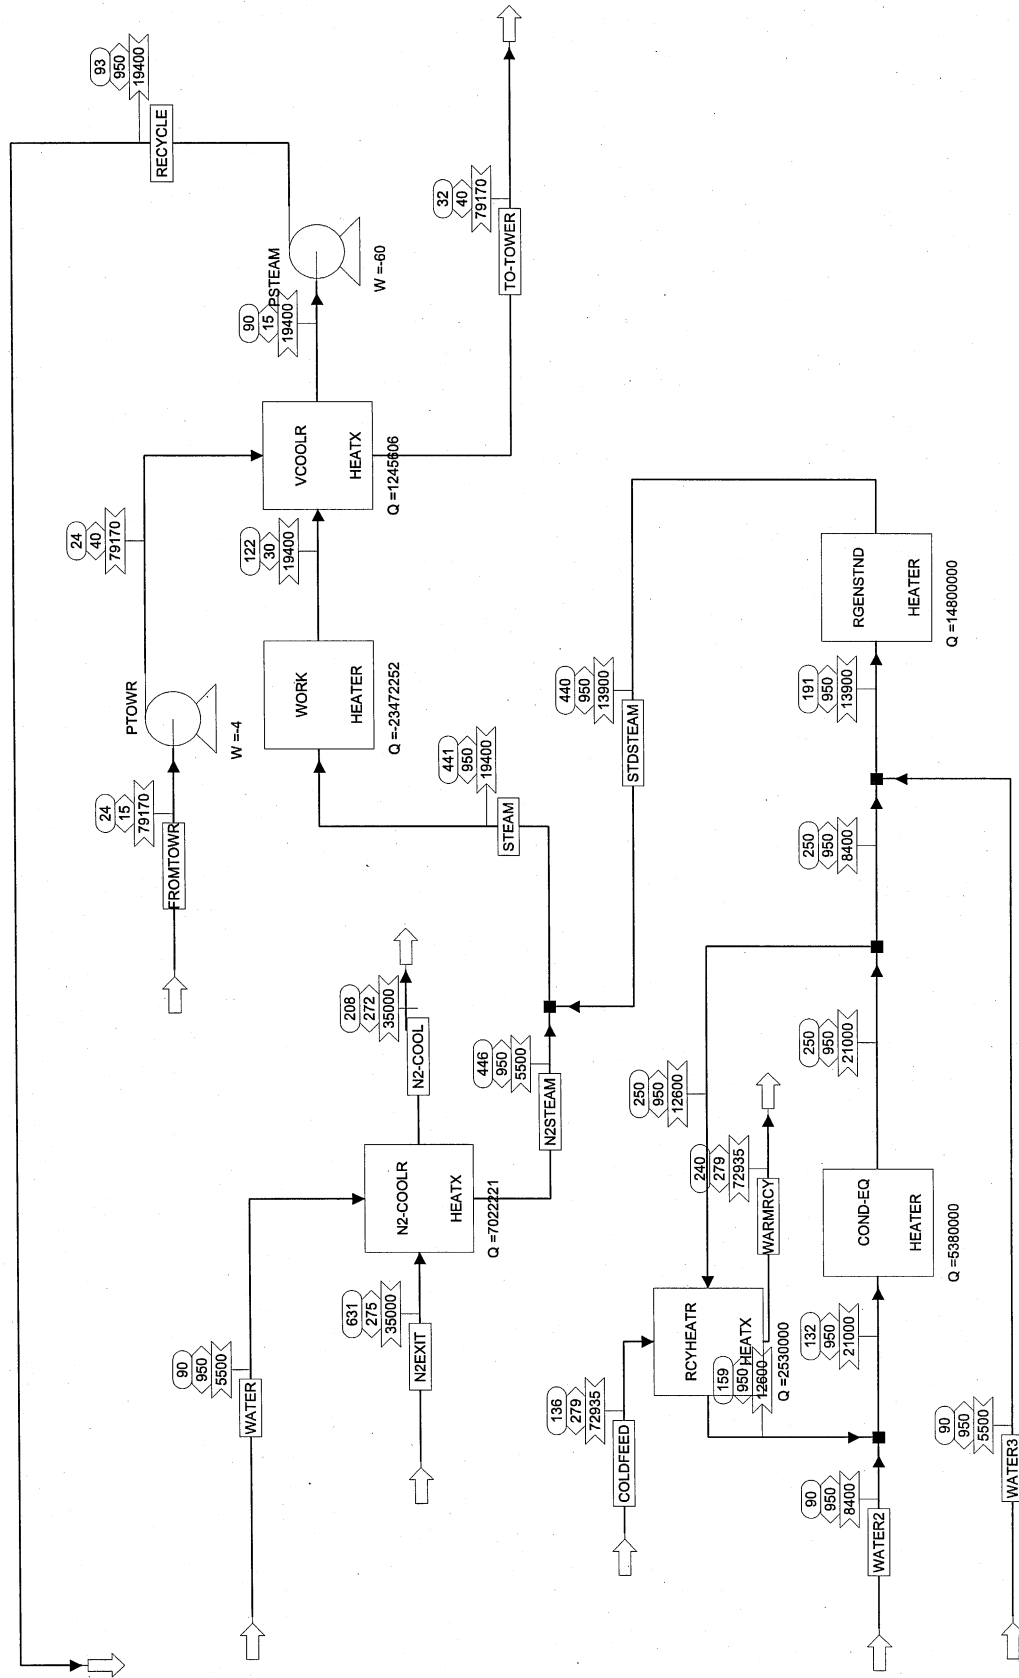 93
950
19400
RECYCLE
PSTEAM
W =-60
90
15
19400
32
40
79170
TO-TOWER
24
40
79170
VCOOLR
HEATX
Q =1245606
122
30
19400
PTOWR
W =-4
24
15
79170
FROMTOWR
WORK
HEATER
Q =-23472252
441
950
19400
STEAM
440
950
13900
STDSTEAM
RGENSTND
HEATER
Q =14800000
191
950
13900
250
950
8400
208
272
35000
N2-COOL
446
950
5500
N2STEAM
250
950
21000
250
950
12600
N2-COOLR
HEATX
Q =7022221
240
279
72935
WARMRCY
COND-EQ
HEATER
Q =5380000
90
950
5500
WATER
631
275
35000
N2EXIT
RCYHEATR
HEATX
Q =2530000
159
950
12600
132
950
21000
136
279
72935
COLDFEED
90
950
8400
WATER2
90
950
5500
WATER3